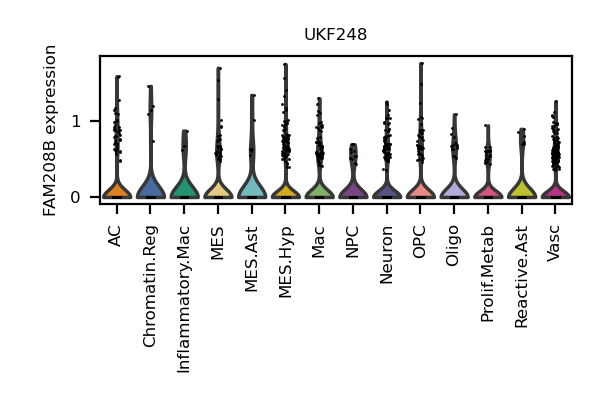 UKF248
FAM208B expression
1
0
AC
Chromatin.Reg
Inflammatory.Mac
MES
MES.Ast
MES.Hyp
Mac
NPC
Neuron
OPC
Oligo
Prolif.Metab
Reactive.Ast
Vasc